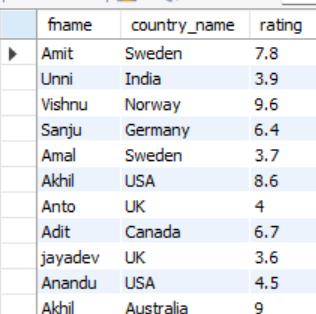 fname country_name rating
Amit Sweden 7.8
Unni India 3.9
Vishnu Norway 9.6
Sanju Germany 6.4
Amal Sweden 3.7
Akhil USA 8.6
Anto UK 4
Adit Canada 6.7
jayadev UK 3.6
Anandu USA 4.5
Akhil Australia 9